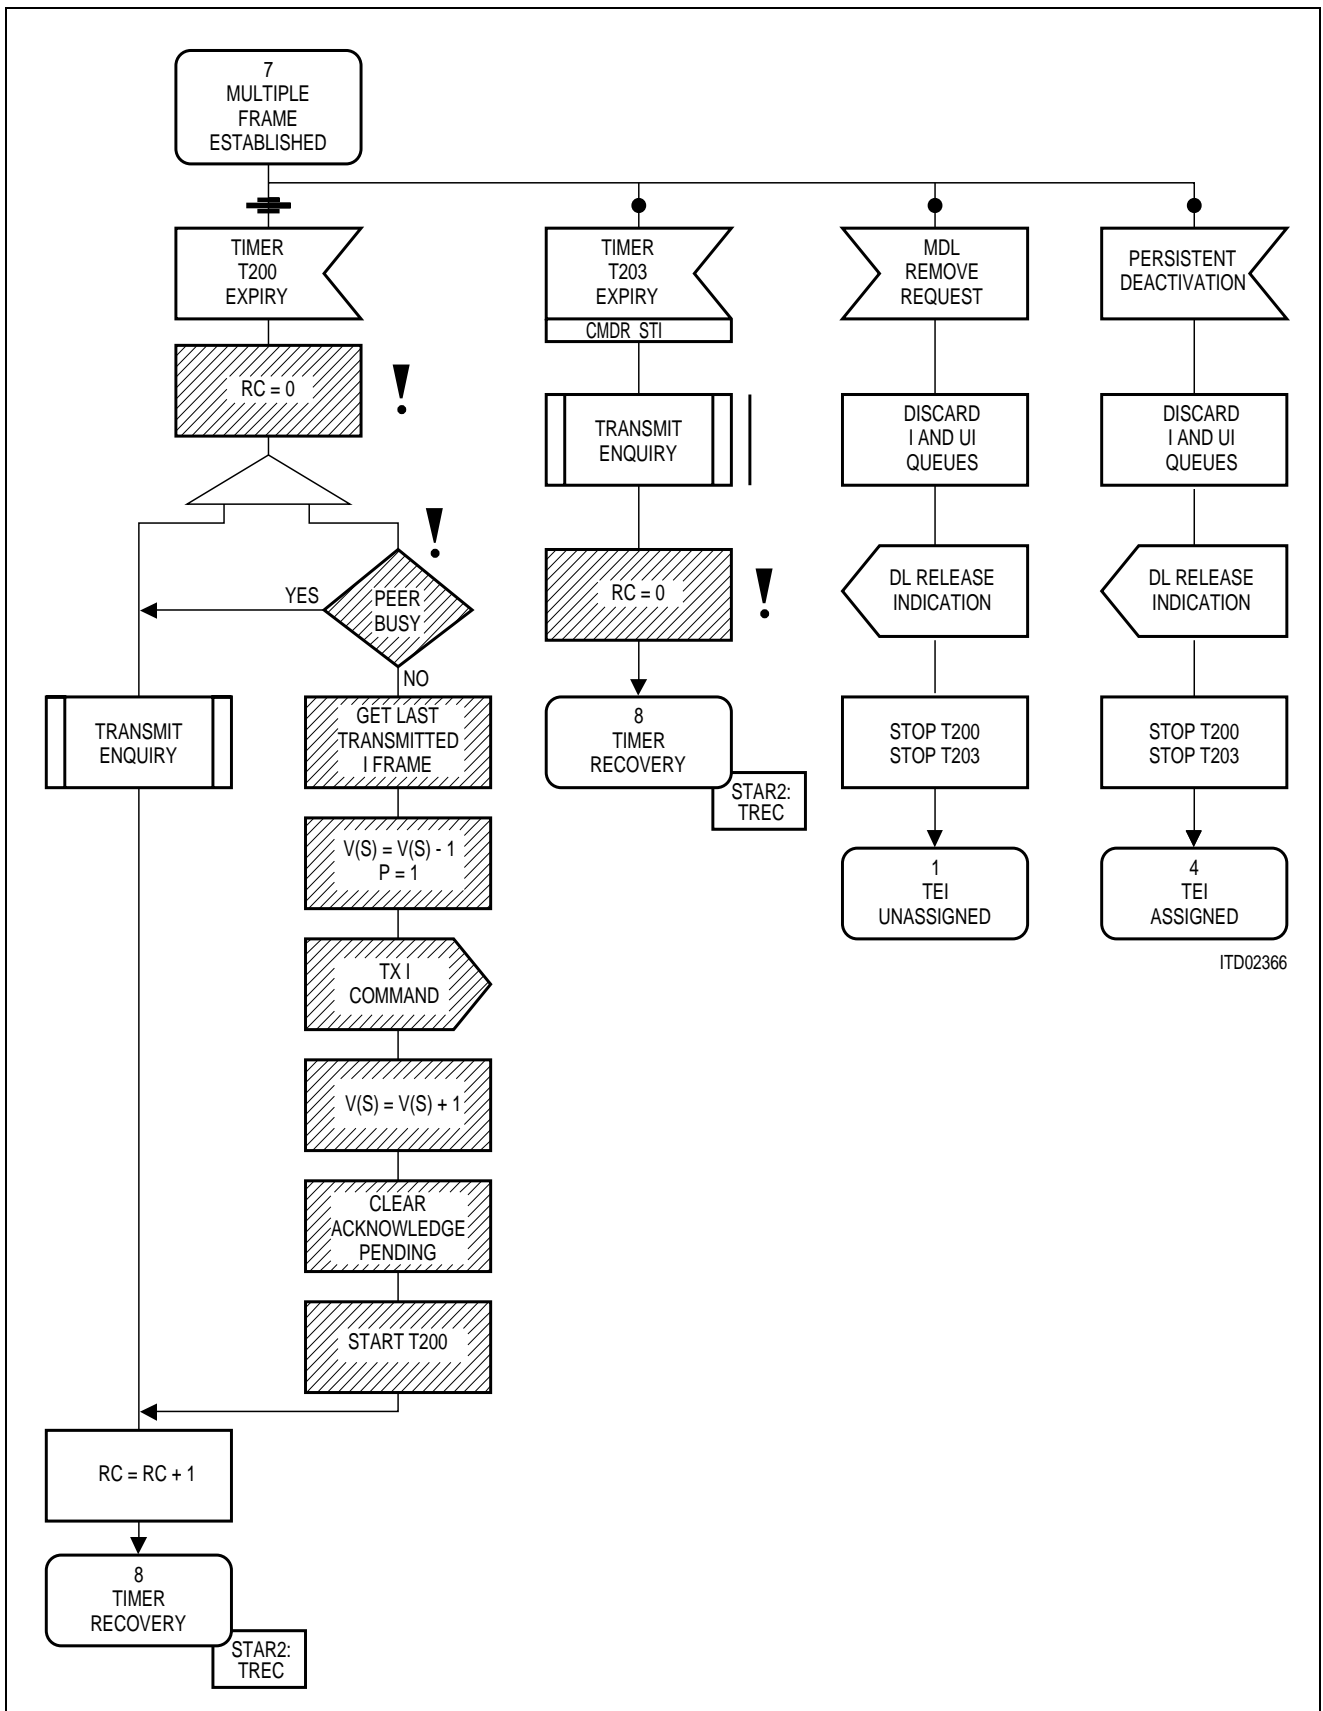 7
MULTIPLE
FRAME
ESTABLISHED
TIMER
T200
EXPIRY
RC = 0
!
YES
PEER
BUSY
!
NO
TRANSMIT
ENQUIRY
GET LAST
TRANSMITTED
I FRAME
V(S) = V(S) - 1
P = 1
TX I
COMMAND
V(S) = V(S) + 1
CLEAR
ACKNOWLEDGE
PENDING
START T200
RC = RC + 1
8
TIMER
RECOVERY
STAR2:
TREC
TIMER
T203
EXPIRY
CMDR STI
TRANSMIT
ENQUIRY
RC = 0
!
8
TIMER
RECOVERY
STAR2:
TREC
MDL
REMOVE
REQUEST
DISCARD
I AND UI
QUEUES
DL RELEASE
INDICATION
STOP T200
STOP T203
1
TEI
UNASSIGNED
PERSISTENT
DEACTIVATION
DISCARD
I AND UI
QUEUES
DL RELEASE
INDICATION
STOP T200
STOP T203
4
TEI
ASSIGNED
ITD02366